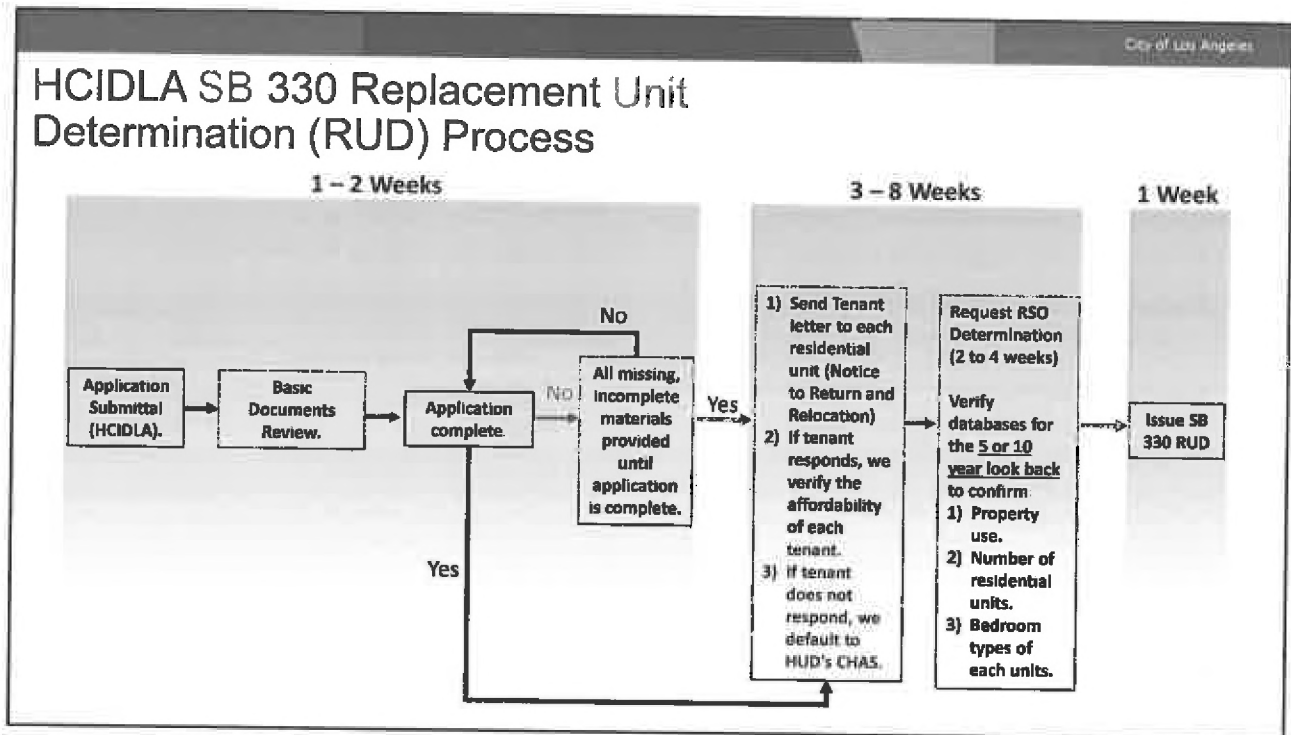 City of Los Angeles
HCIDLA SB 330 Replacement Unit
Determination (RUD) Process
1 – 2 Weeks
3 – 8 Weeks
1 Week
Application
Submittal
(HCIDLA).
Basic
Documents
Review.
Application
complete
No
No
All missing,
incomplete
materials
provided
until
application
is complete.
Yes
Yes
1) Send Tenant
letter to each
residential
unit (Notice
to Return and
Relocation)
2) If tenant
responds, we
verify the
affordability
of each
tenant.
3) If tenant
does not
respond, we
default to
HUD's CHAS.
Request RSO
Determination
(2 to 4 weeks)
Verify
databases for
the 5 or 10
year look back
to confirm
1) Property
use.
2) Number of
residential
units.
3) Bedroom
types of
each units.
Issue SB
330 RUD